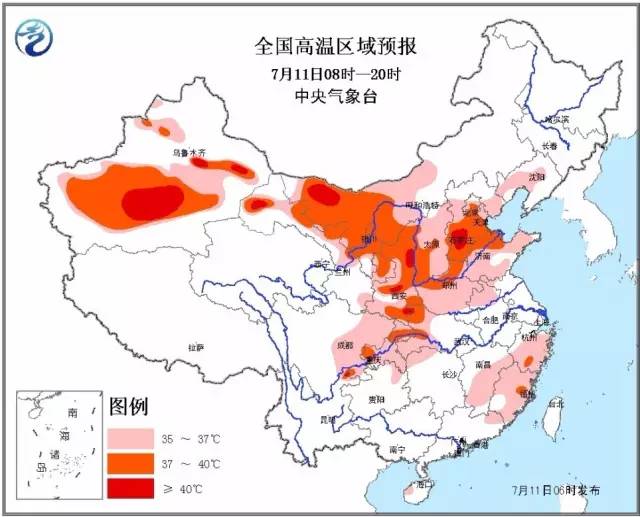 全国高温区域预报
7月11日08时—20时
中央气象台
哈尔滨
长春
乌鲁木齐
沈阳
呼和浩特
北京
天津
银川
太原
石家庄
济南
西宁
兰州
郑州
西安
合肥
南京
上海
成都
武汉
杭州
拉萨
重庆
南昌
长沙
贵阳
福州
台北
昆明
南宁
广州
香港
澳门
海口
南
海
诸
岛
图例
35 ~ 37℃
37 ~ 40℃
≥ 40℃
7月11日06时发布